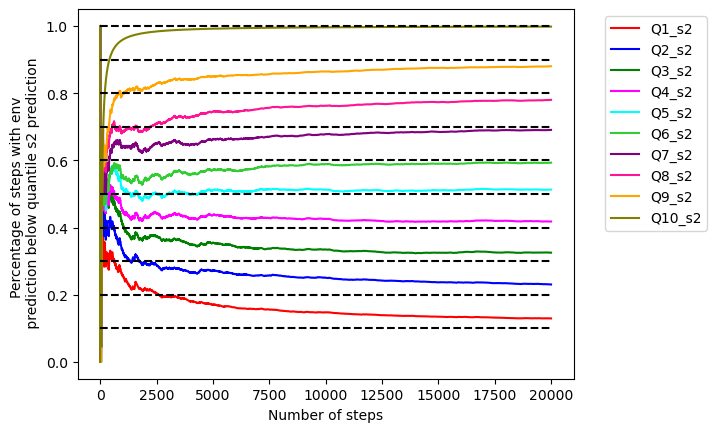 Percentage of steps with env
prediction below quantile s2 prediction
1.0
0.8
0.6
0.4
0.2
0.0
0
2500
5000
7500
10000
12500
15000
17500
20000
Number of steps
Q1_s2
Q2_s2
Q3_s2
Q4_s2
Q5_s2
Q6_s2
Q7_s2
Q8_s2
Q9_s2
Q10_s2